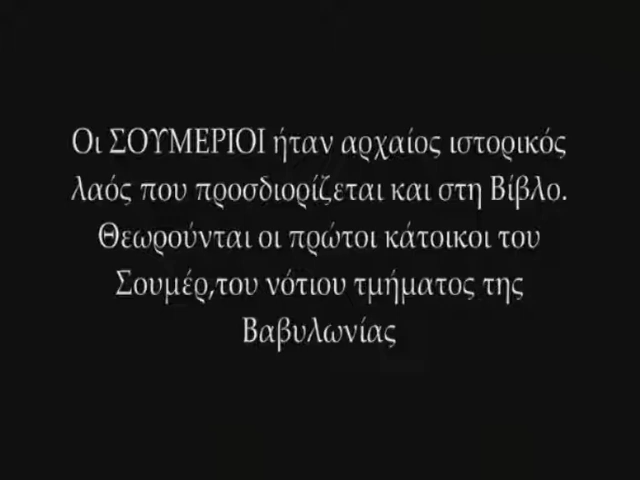 Οι ΣΟΥΜΕΡΙΟΙ ήταν αρχαίος ιστορικός
λαός που προσδιορίζεται και στη Βίβλο.
Θεωρούνται οι πρώτοι κάτοικοι του
Σουμέρ,του νότιου τμήματος της
Βαβυλωνίας